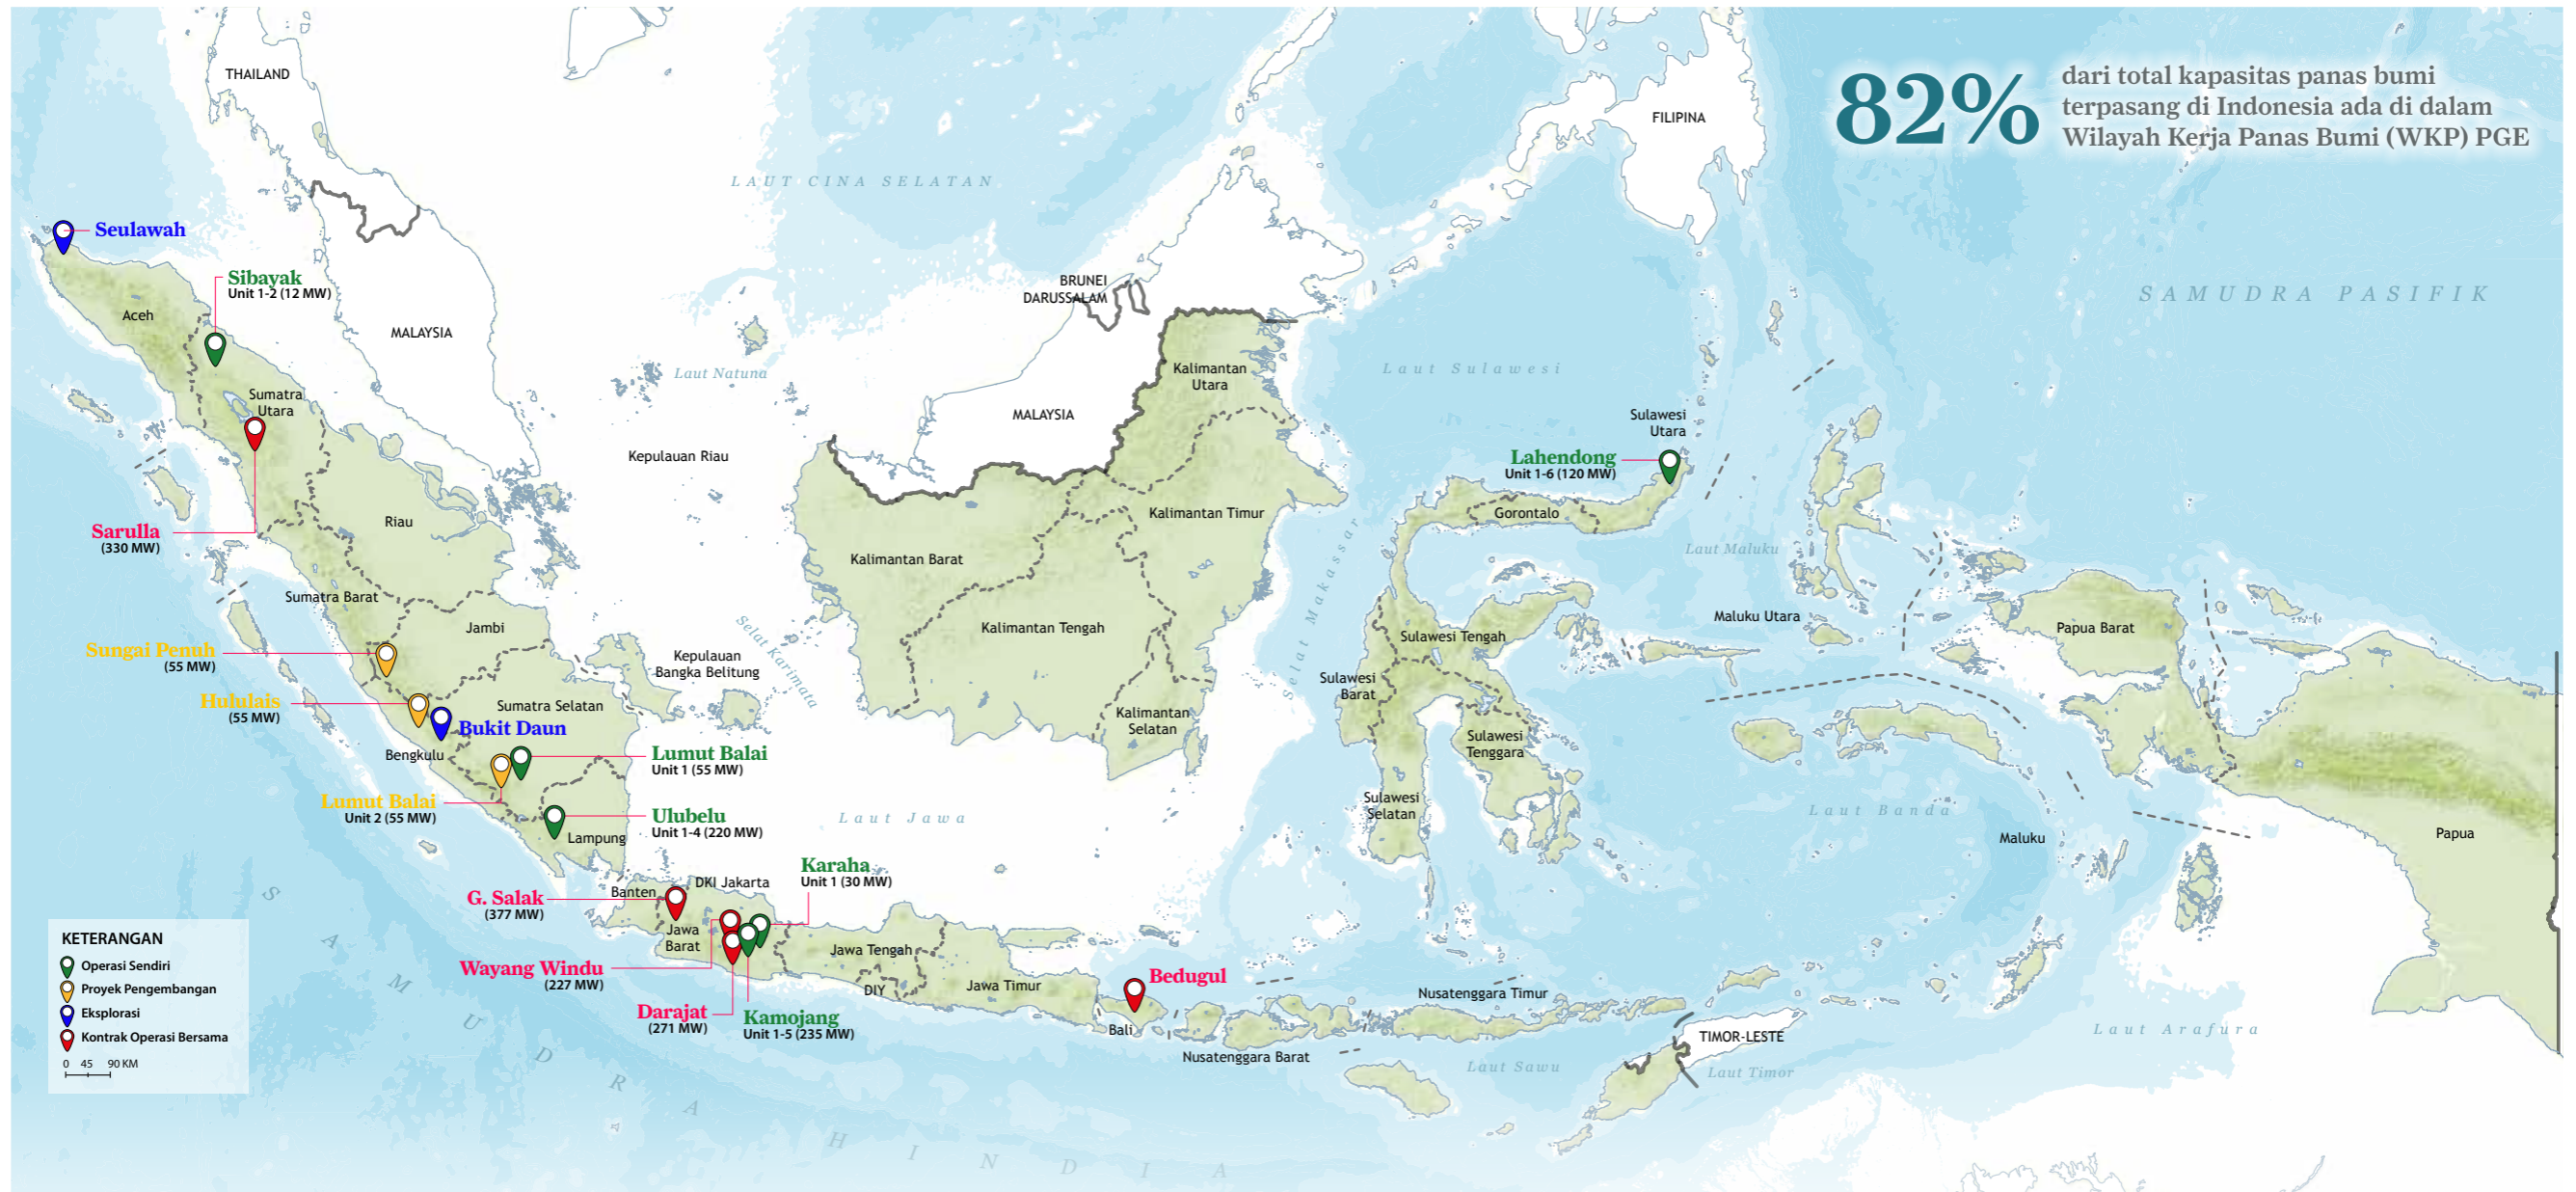 82%
dari total kapasitas panas bumi
terpasang di Indonesia ada di dalam
Wilayah Kerja Panas Bumi (WKP) PGE
THAILAND
FILIPINA
LAUT CINA SELATAN
Seulawah
Sibayak
Unit 1-2 (12 MW)
BRUNEI
DARUSSALAM
SAMUDRA PASIFIK
Aceh
MALAYSIA
Laut Natuna
Kalimantan
Utara
Laut Sulawesi
Sumatra
Utara
MALAYSIA
Sulawesi
Utara
Kepulauan Riau
Lahendong
Unit 1-6 (120 MW)
Sarulla
(330 MW)
Riau
Kalimantan Timur
Gorontalo
Kalimantan Barat
Laut Maluku
Selat Makassar
Sumatra Barat
Jambi
Kalimantan Tengah
Sulawesi Tengah
Maluku Utara
Papua Barat
Selat Karimata
Sungai Penuh
(55 MW)
Kepulauan
Bangka Belitung
Sulawesi
Barat
Hululais
(55 MW)
Sumatra Selatan
Bukit Daun
Kalimantan
Selatan
Sulawesi
Tenggara
Bengkulu
Lumut Balai
Unit 1 (55 MW)
Lumut Balai
Unit 2 (55 MW)
Sulawesi
Selatan
Ulubelu
Unit 1-4 (220 MW)
Laut Jawa
Laut Banda
Maluku
Papua
Lampung
Karaha
Unit 1 (30 MW)
Banten
DKI Jakarta
G. Salak
(377 MW)
Jawa
Barat
Jawa Tengah
Wayang Windu
(227 MW)
DIY
Jawa Timur
Bedugul
Nusatenggara Timur
Darajat
(271 MW)
Kamojang
Unit 1-5 (235 MW)
Bali
Nusatenggara Barat
TIMOR-LESTE
Laut Arafura
Laut Sawu
Laut Timor
SAMUDRA HINDIA
KETERANGAN
Operasi Sendiri
Proyek Pengembangan
Eksplorasi
Kontrak Operasi Bersama
0 45 90 KM